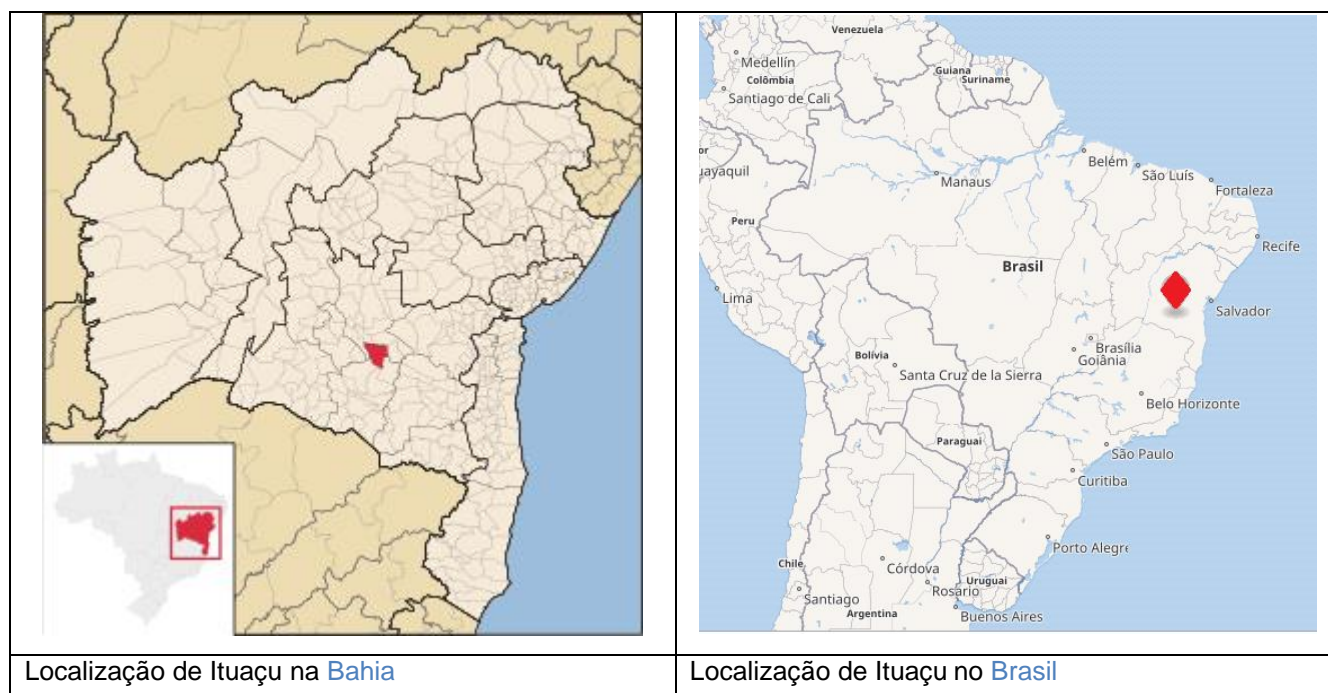 Venezuela
Medellín
Colômbia
Guiana
Suriname
Santiago de Cali
or
uayaquil
Belém
São Luís
Manaus
Fortaleza
Peru
Recife
Brasil
Lima
Salvador
Brasília
Goiânia
Bolívia
Santa Cruz de la Sierra
Belo Horizonte
Paraguai
São Paulo
Curitiba
Porto Alegre
Chile
Córdova
Uruguai
Rosário
Santiago
Argentina
Buenos Aires
Localização de Ituaçu na Bahia
Localização de Ituaçu no Brasil